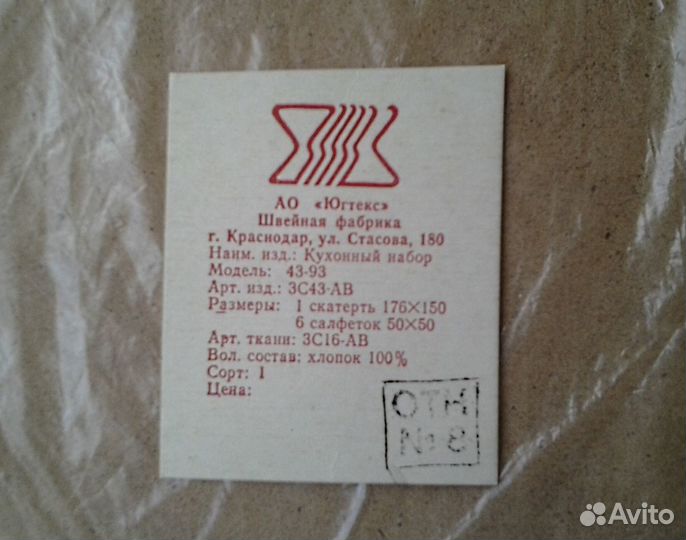 АО «Югтекс»
Швейная фабрика
г. Краснодар, ул. Стасова, 180
Наим. изд.: Кухонный набор
Модель: 43-93
Арт. изд.: 3С43-АВ
Размеры: 1 скатерть 176×150
6 салфеток 50×50
Арт. ткани: 3С16-АВ
Вол. состав: хлопок 100%
Сорт: 1
Цена:
ОТК
№ 8
Avito